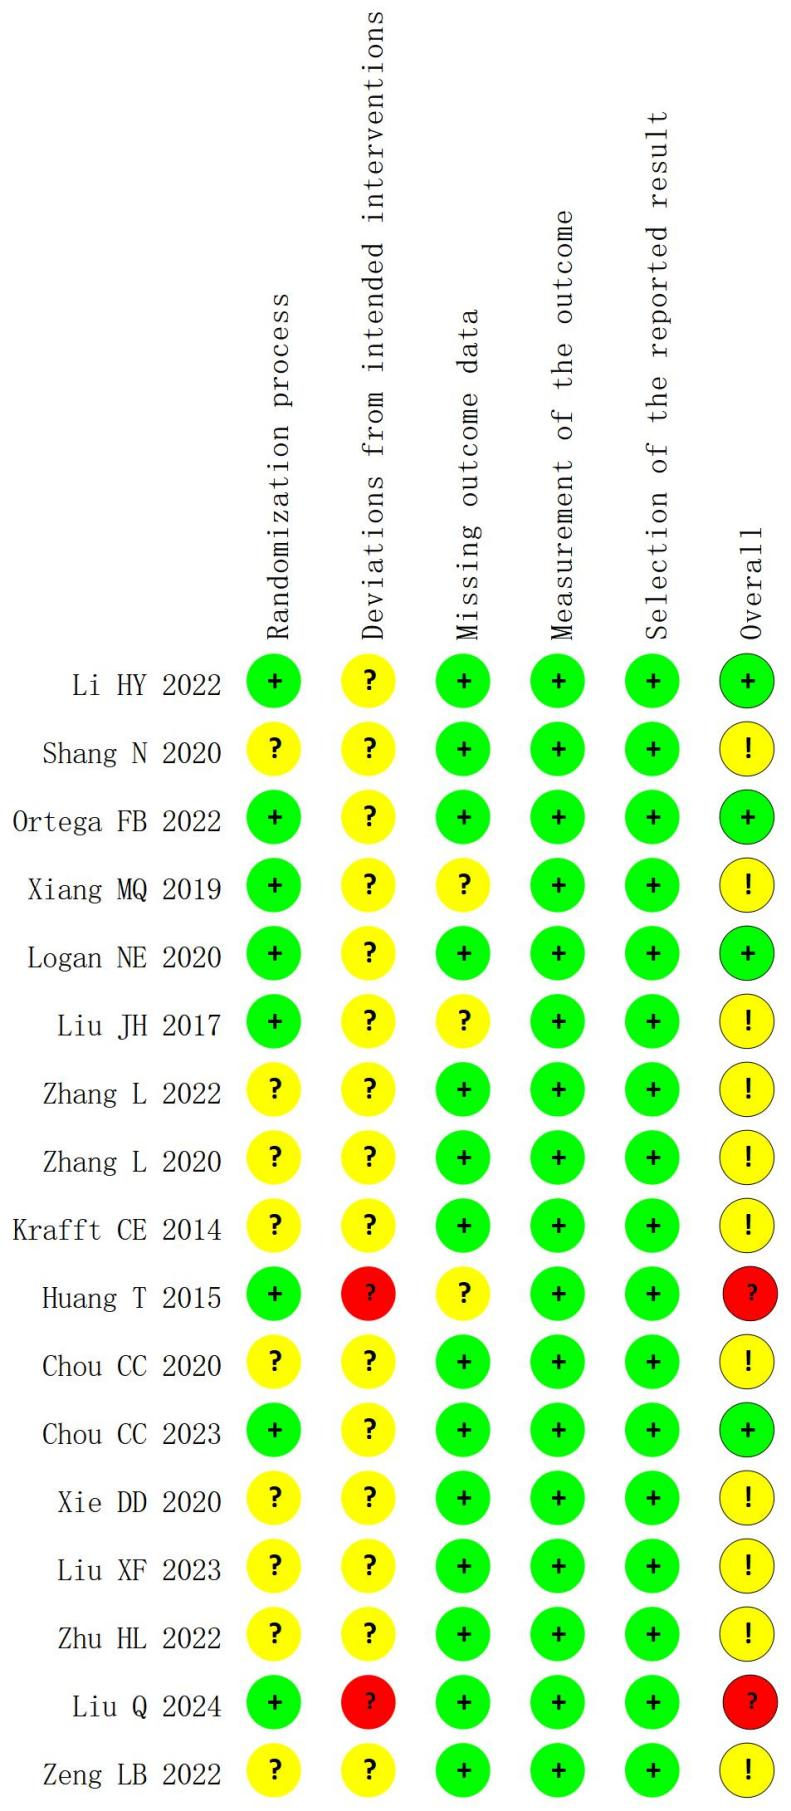 Randomization process
Deviations from intended interventions
Missing outcome data
Measurement of the outcome
Selection of the reported result
Overall
Li HY 2022 + ? + + + +
Shang N 2020 ? ? + + + !
Ortega FB 2022 + ? + + + +
Xiang MQ 2019 + ? ? + + !
Logan NE 2020 + ? + + + +
Liu JH 2017 + ? ? + + !
Zhang L 2022 ? ? + + + !
Zhang L 2020 ? ? + + + !
Krafft CE 2014 ? ? + + + !
Huang T 2015 + ? ? + + ?
Chou CC 2020 ? ? + + + !
Chou CC 2023 + ? + + + +
Xie DD 2020 ? ? + + + !
Liu XF 2023 ? ? + + + !
Zhu HL 2022 ? ? + + + !
Liu Q 2024 + ? + + + ?
Zeng LB 2022 ? ? + + + !